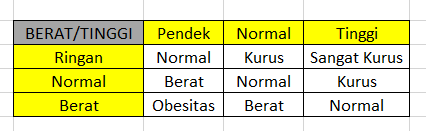 BERAT/TINGGI Pendek Normal Tinggi
Ringan Normal Kurus Sangat Kurus
Normal Berat Normal Kurus
Berat Obesitas Berat Normal